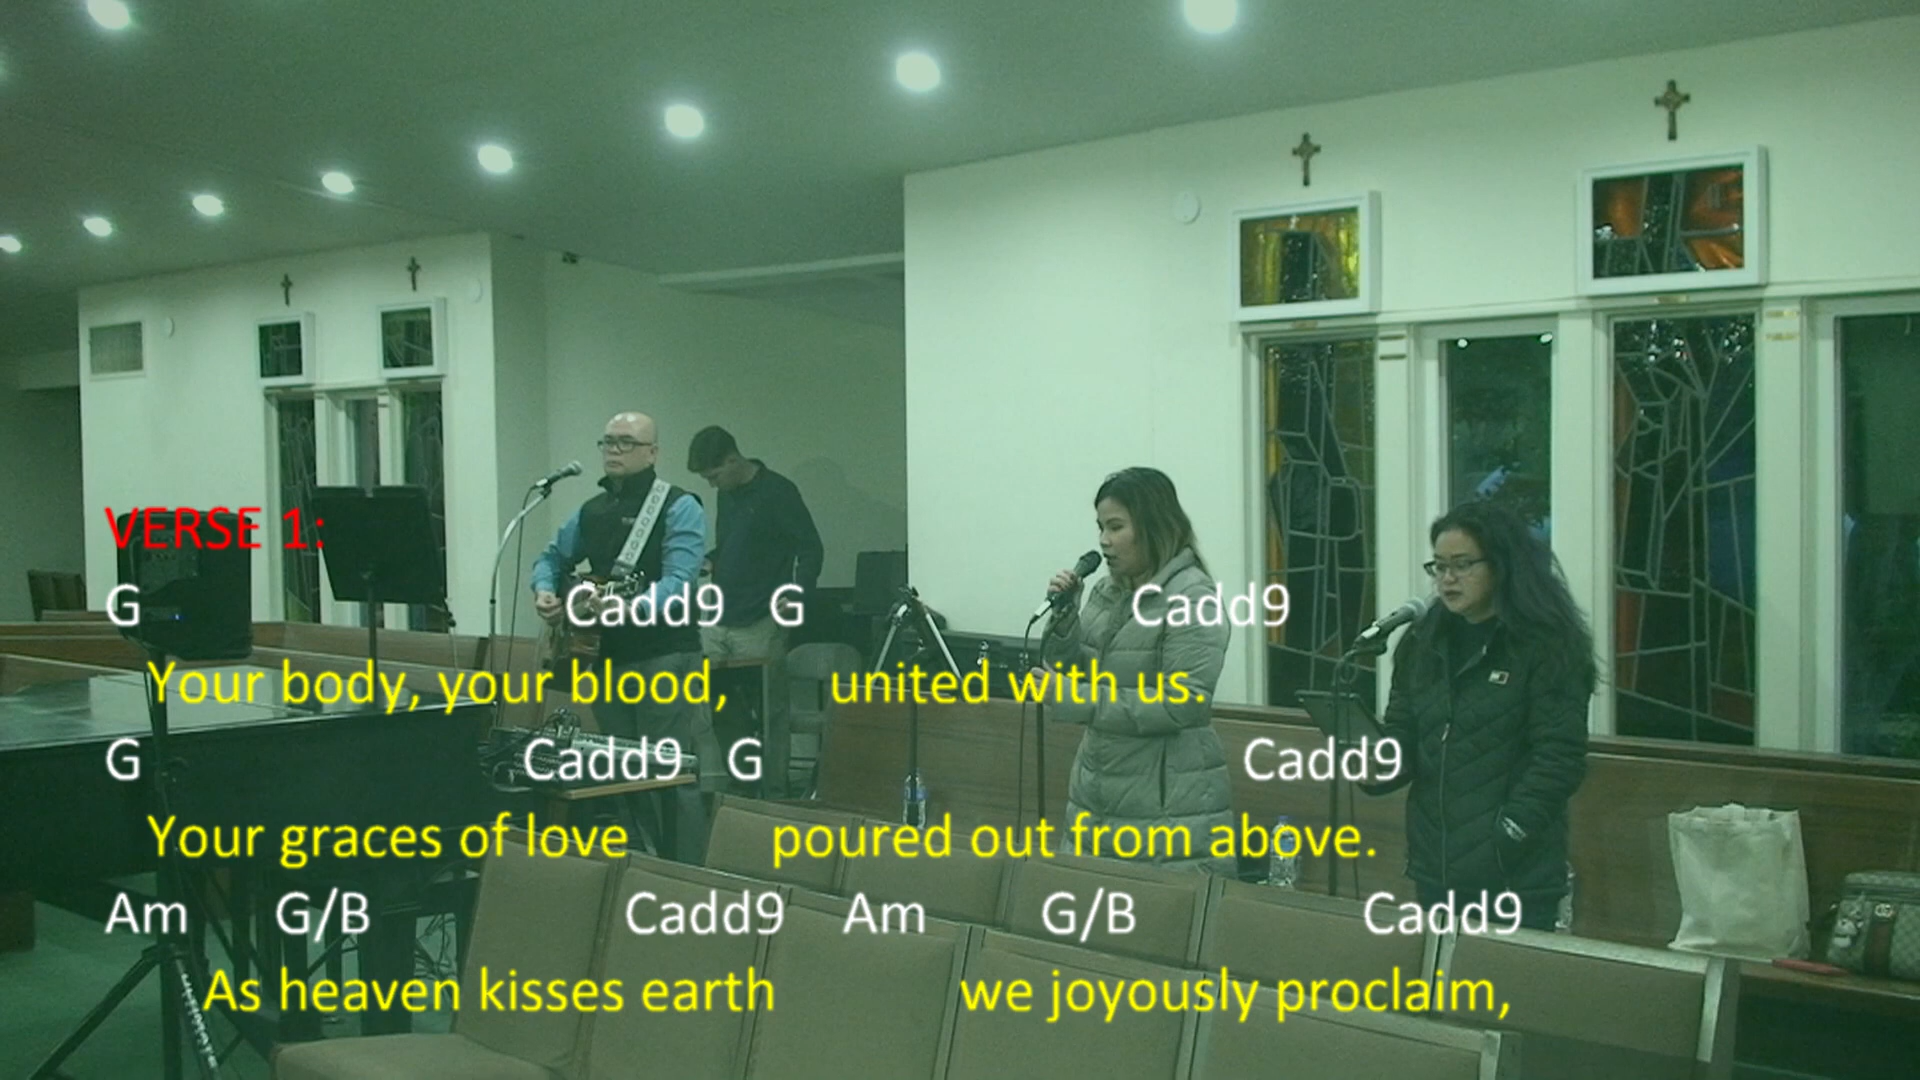 VERSE 1:
G Cadd9 G Cadd9
Your body, your blood, united with us.
G Cadd9 G Cadd9
Your graces of love poured out from above.
Am G/B Cadd9 Am G/B Cadd9
As heaven kisses earth we joyously proclaim,